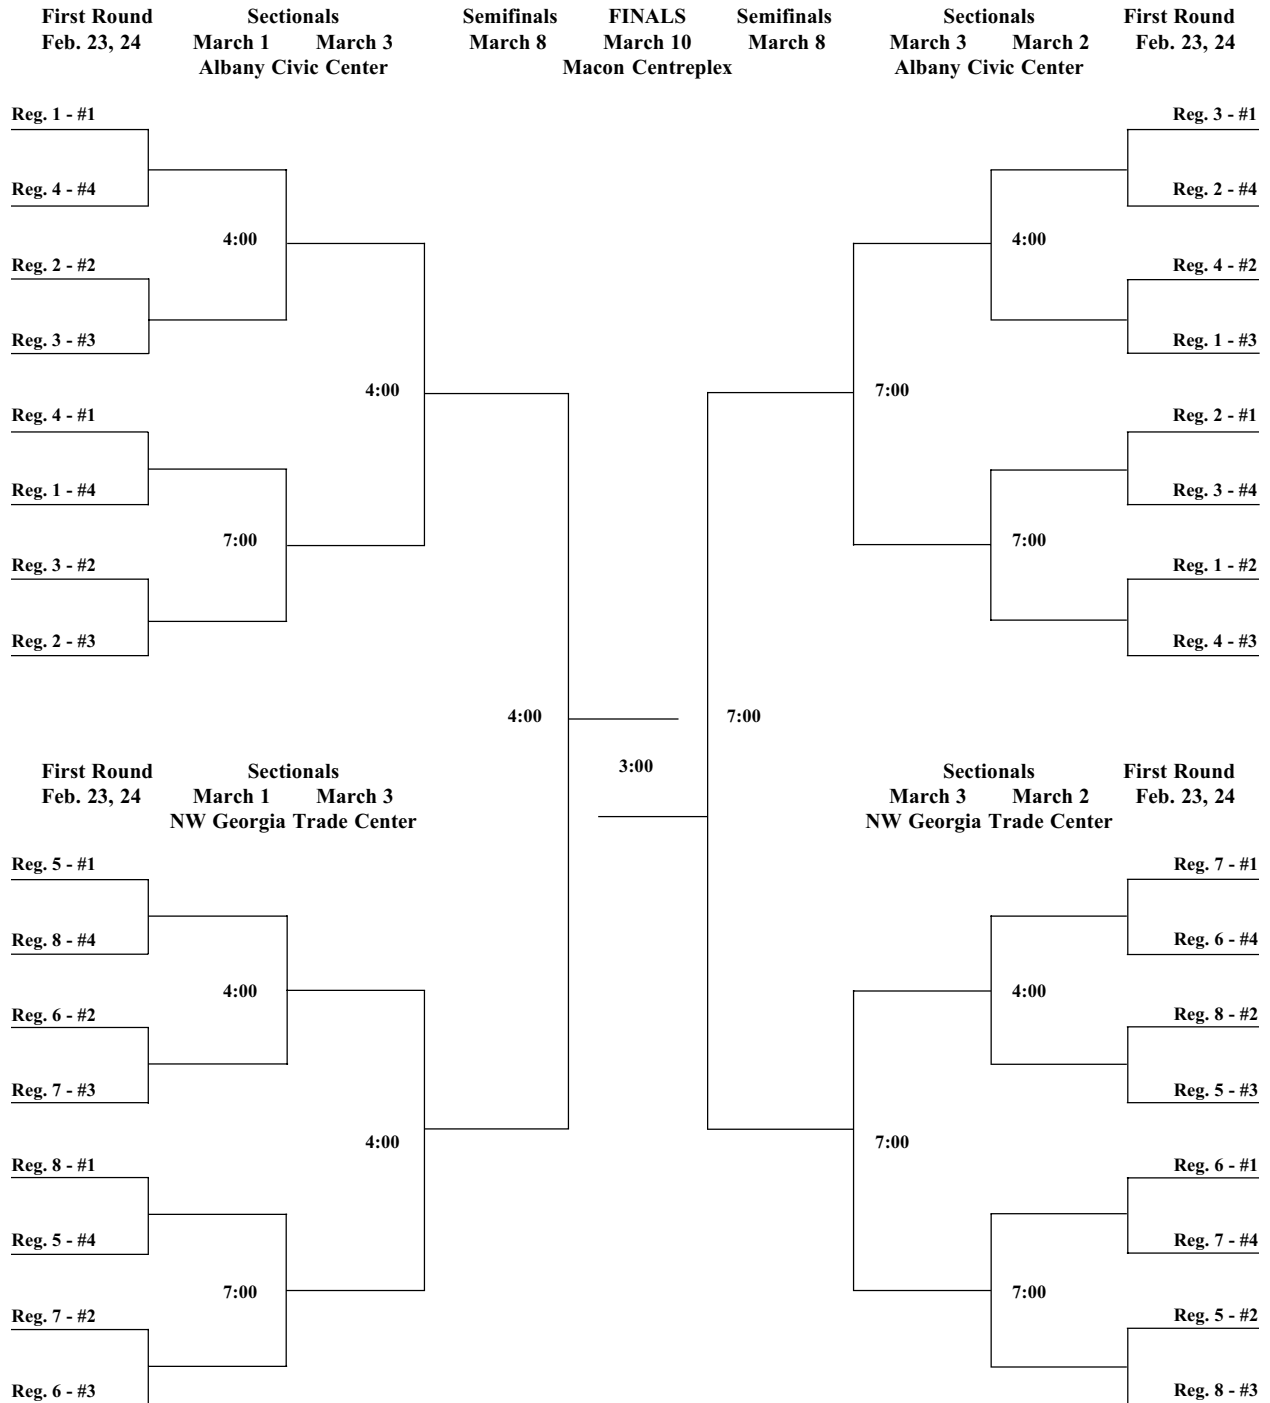 First Round Sectionals Semifinals FINALS Semifinals Sectionals First Round
Feb. 23, 24 March 1 March 3 March 8 March 10 March 8 March 3 March 2 Feb. 23, 24
Albany Civic Center Macon Centreplex Albany Civic Center
Reg. 1 - #1 Reg. 3 - #1
Reg. 4 - #4 Reg. 2 - #4
4:00 4:00
Reg. 2 - #2 Reg. 4 - #2
Reg. 3 - #3 Reg. 1 - #3
4:00 7:00
Reg. 4 - #1 Reg. 2 - #1
Reg. 1 - #4 Reg. 3 - #4
7:00 7:00
Reg. 3 - #2 Reg. 1 - #2
Reg. 2 - #3 Reg. 4 - #3
4:00 7:00
3:00
First Round Sectionals Sectionals First Round
Feb. 23, 24 March 1 March 3 March 3 March 2 Feb. 23, 24
NW Georgia Trade Center NW Georgia Trade Center
Reg. 5 - #1 Reg. 7 - #1
Reg. 8 - #4 Reg. 6 - #4
4:00 4:00
Reg. 6 - #2 Reg. 8 - #2
Reg. 7 - #3 Reg. 5 - #3
4:00 7:00
Reg. 8 - #1 Reg. 6 - #1
Reg. 5 - #4 Reg. 7 - #4
7:00 7:00
Reg. 7 - #2 Reg. 5 - #2
Reg. 6 - #3 Reg. 8 - #3